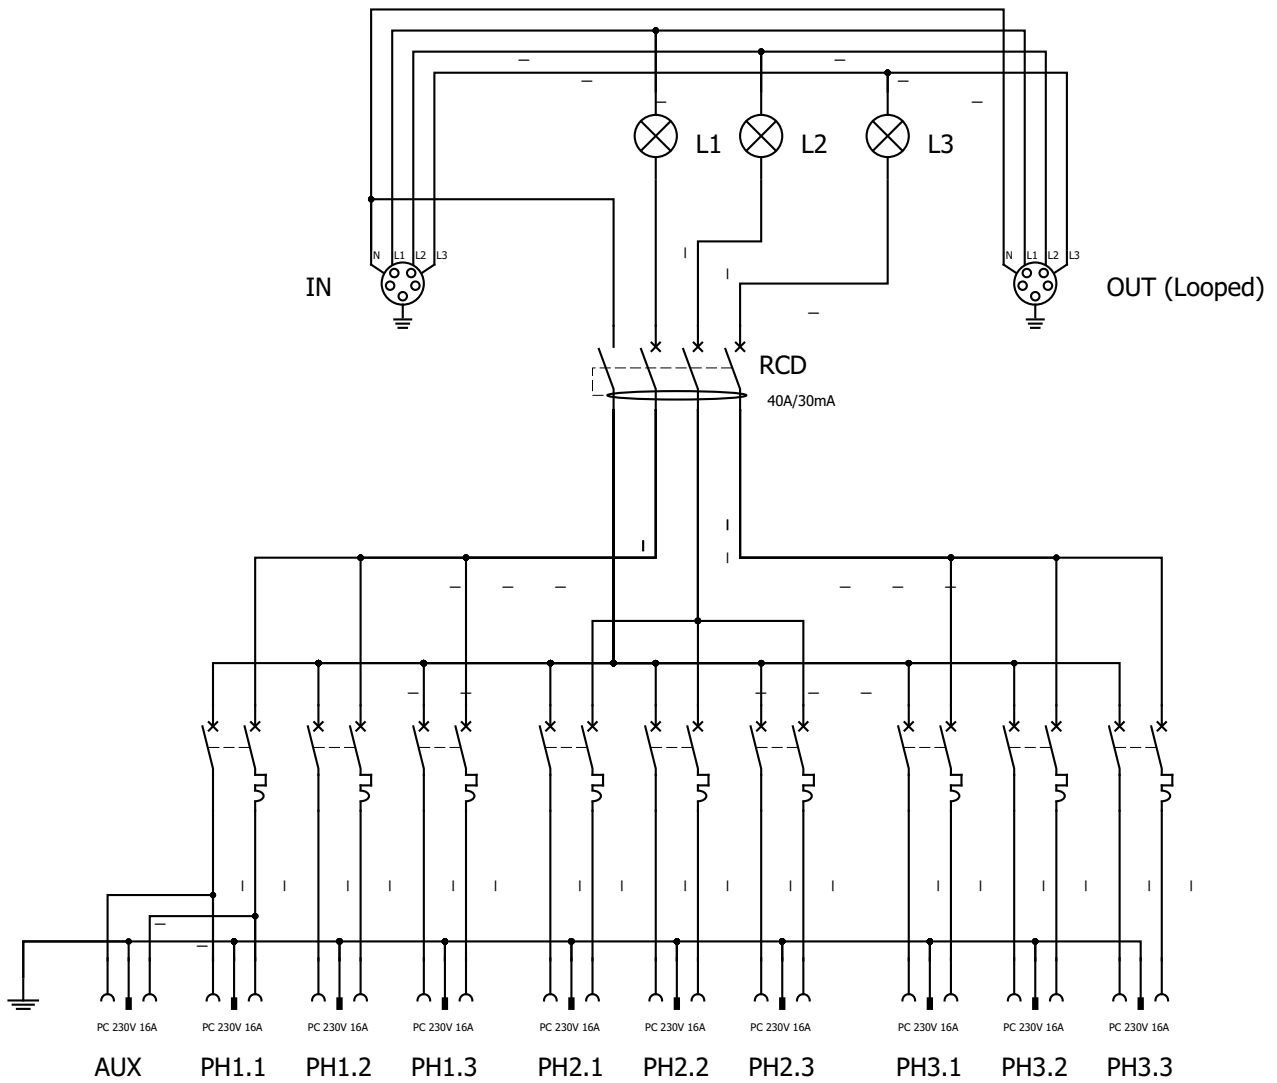 L1 L2 L3
N L1 L2 L3 N L1 L2 L3
IN OUT (Looped)
RCD
40A/30mA
PC 230V 16A PC 230V 16A PC 230V 16A PC 230V 16A PC 230V 16A PC 230V 16A PC 230V 16A PC 230V 16A PC 230V 16A PC 230V 16A
AUX PH1.1 PH1.2 PH1.3 PH2.1 PH2.2 PH2.3 PH3.1 PH3.2 PH3.3